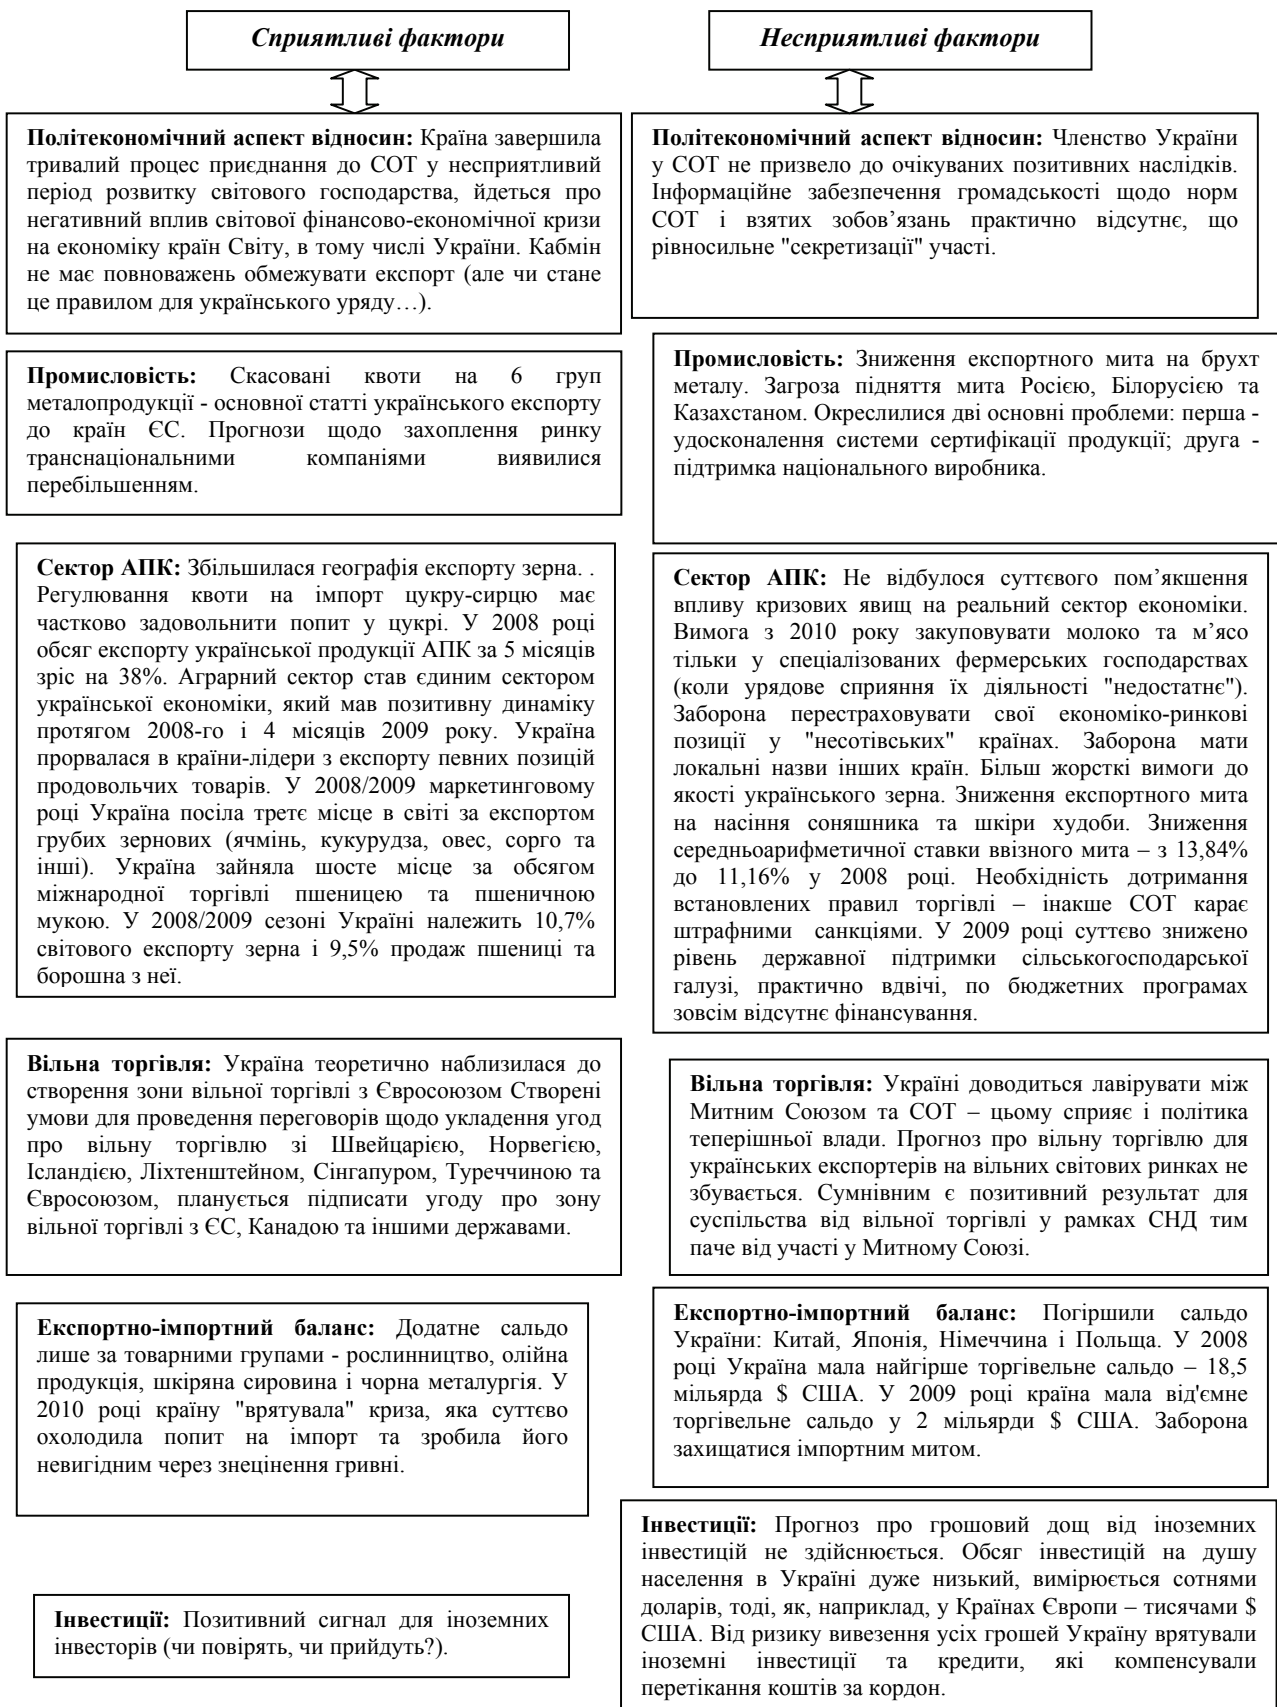 Сприятливі фактори
Несприятливі фактори
Політекономічний аспект відносин: Країна завершила
тривалий процес приєднання до СОТ у несприятливий
період розвитку світового господарства, йдеться про
негативний вплив світової фінансово-економічної кризи
на економіку країн Світу, в тому числі України. Кабмін
не має повноважень обмежувати експорт (але чи стане
це правилом для українського уряду…).
Політекономічний аспект відносин: Членство України
у СОТ не призвело до очікуваних позитивних наслідків.
Інформаційне забезпечення громадськості щодо норм
СОТ і взятих зобов’язань практично відсутнє, що
рівносильне "секретизації" участі.
Промисловість: Скасовані квоти на 6 груп
металопродукції - основної статті українського експорту
до країн ЄС. Прогнози щодо захоплення ринку
транснаціональними компаніями виявилися
перебільшенням.
Промисловість: Зниження експортного мита на брухт
металу. Загроза підняття мита Росією, Білорусією та
Казахстаном. Окреслилися дві основні проблеми: перша -
удосконалення системи сертифікації продукції; друга -
підтримка національного виробника.
Сектор АПК: Збільшилася географія експорту зерна. .
Регулювання квоти на імпорт цукру-сирцю має
частково задовольнити попит у цукрі. У 2008 році
обсяг експорту української продукції АПК за 5 місяців
зріс на 38%. Аграрний сектор став єдиним сектором
української економіки, який мав позитивну динаміку
протягом 2008-го і 4 місяців 2009 року. Україна
прорвалася в країни-лідери з експорту певних позицій
продовольчих товарів. У 2008/2009 маркетинговому
році Україна посіла третє місце в світі за експортом
грубих зернових (ячмінь, кукурудза, овес, сорго та
інші). Україна зайняла шосте місце за обсягом
міжнародної торгівлі пшеницею та пшеничною
мукою. У 2008/2009 сезоні Україні належить 10,7%
світового експорту зерна і 9,5% продаж пшениці та
борошна з неї.
Сектор АПК: Не відбулося суттєвого пом’якшення
впливу кризових явищ на реальний сектор економіки.
Вимога з 2010 року закуповувати молоко та м’ясо
тільки у спеціалізованих фермерських господарствах
(коли урядове сприяння їх діяльності "недостатнє").
Заборона перестраховувати свої економіко-ринкові
позиції у "несотівських" країнах. Заборона мати
локальні назви інших країн. Більш жорсткі вимоги до
якості українського зерна. Зниження експортного мита
на насіння соняшника та шкіри худоби. Зниження
середньоарифметичної ставки ввізного мита – з 13,84%
до 11,16% у 2008 році. Необхідність дотримання
встановлених правил торгівлі – інакше СОТ карає
штрафними санкціями. У 2009 році суттєво знижено
рівень державної підтримки сільськогосподарської
галузі, практично вдвічі, по бюджетних програмах
зовсім відсутнє фінансування.
Вільна торгівля: Україна теоретично наблизилася до
створення зони вільної торгівлі з Євросоюзом Створені
умови для проведення переговорів щодо укладення угод
про вільну торгівлю зі Швейцарією, Норвегією,
Ісландією, Ліхтенштейном, Сінгапуром, Туреччиною та
Євросоюзом, планується підписати угоду про зону
вільної торгівлі з ЄС, Канадою та іншими державами.
Вільна торгівля: Україні доводиться лавірувати між
Митним Союзом та СОТ – цьому сприяє і політика
теперішньої влади. Прогноз про вільну торгівлю для
українських експортерів на вільних світових ринках не
збувається. Сумнівним є позитивний результат для
суспільства від вільної торгівлі у рамках СНД тим
паче від участі у Митному Союзі.
Експортно-імпортний баланс: Додатне сальдо
лише за товарними групами - рослинництво, олійна
продукція, шкіряна сировина і чорна металургія. У
2010 році країну "врятувала" криза, яка суттєво
охолодила попит на імпорт та зробила його
невигідним через знецінення гривні.
Експортно-імпортний баланс: Погіршили сальдо
України: Китай, Японія, Німеччина і Польща. У 2008
році Україна мала найгірше торгівельне сальдо – 18,5
мільярда $ США. У 2009 році країна мала від'ємне
торгівельне сальдо у 2 мільярди $ США. Заборона
захищатися імпортним митом.
Інвестиції: Позитивний сигнал для іноземних
інвесторів (чи повірять, чи прийдуть?).
Інвестиції: Прогноз про грошовий дощ від іноземних
інвестицій не здійснюється. Обсяг інвестицій на душу
населення в Україні дуже низький, вимірюється сотнями
доларів, тоді, як, наприклад, у Країнах Європи – тисячами $
США. Від ризику вивезення усіх грошей Україну врятували
іноземні інвестиції та кредити, які компенсували
перетікання коштів за кордон.